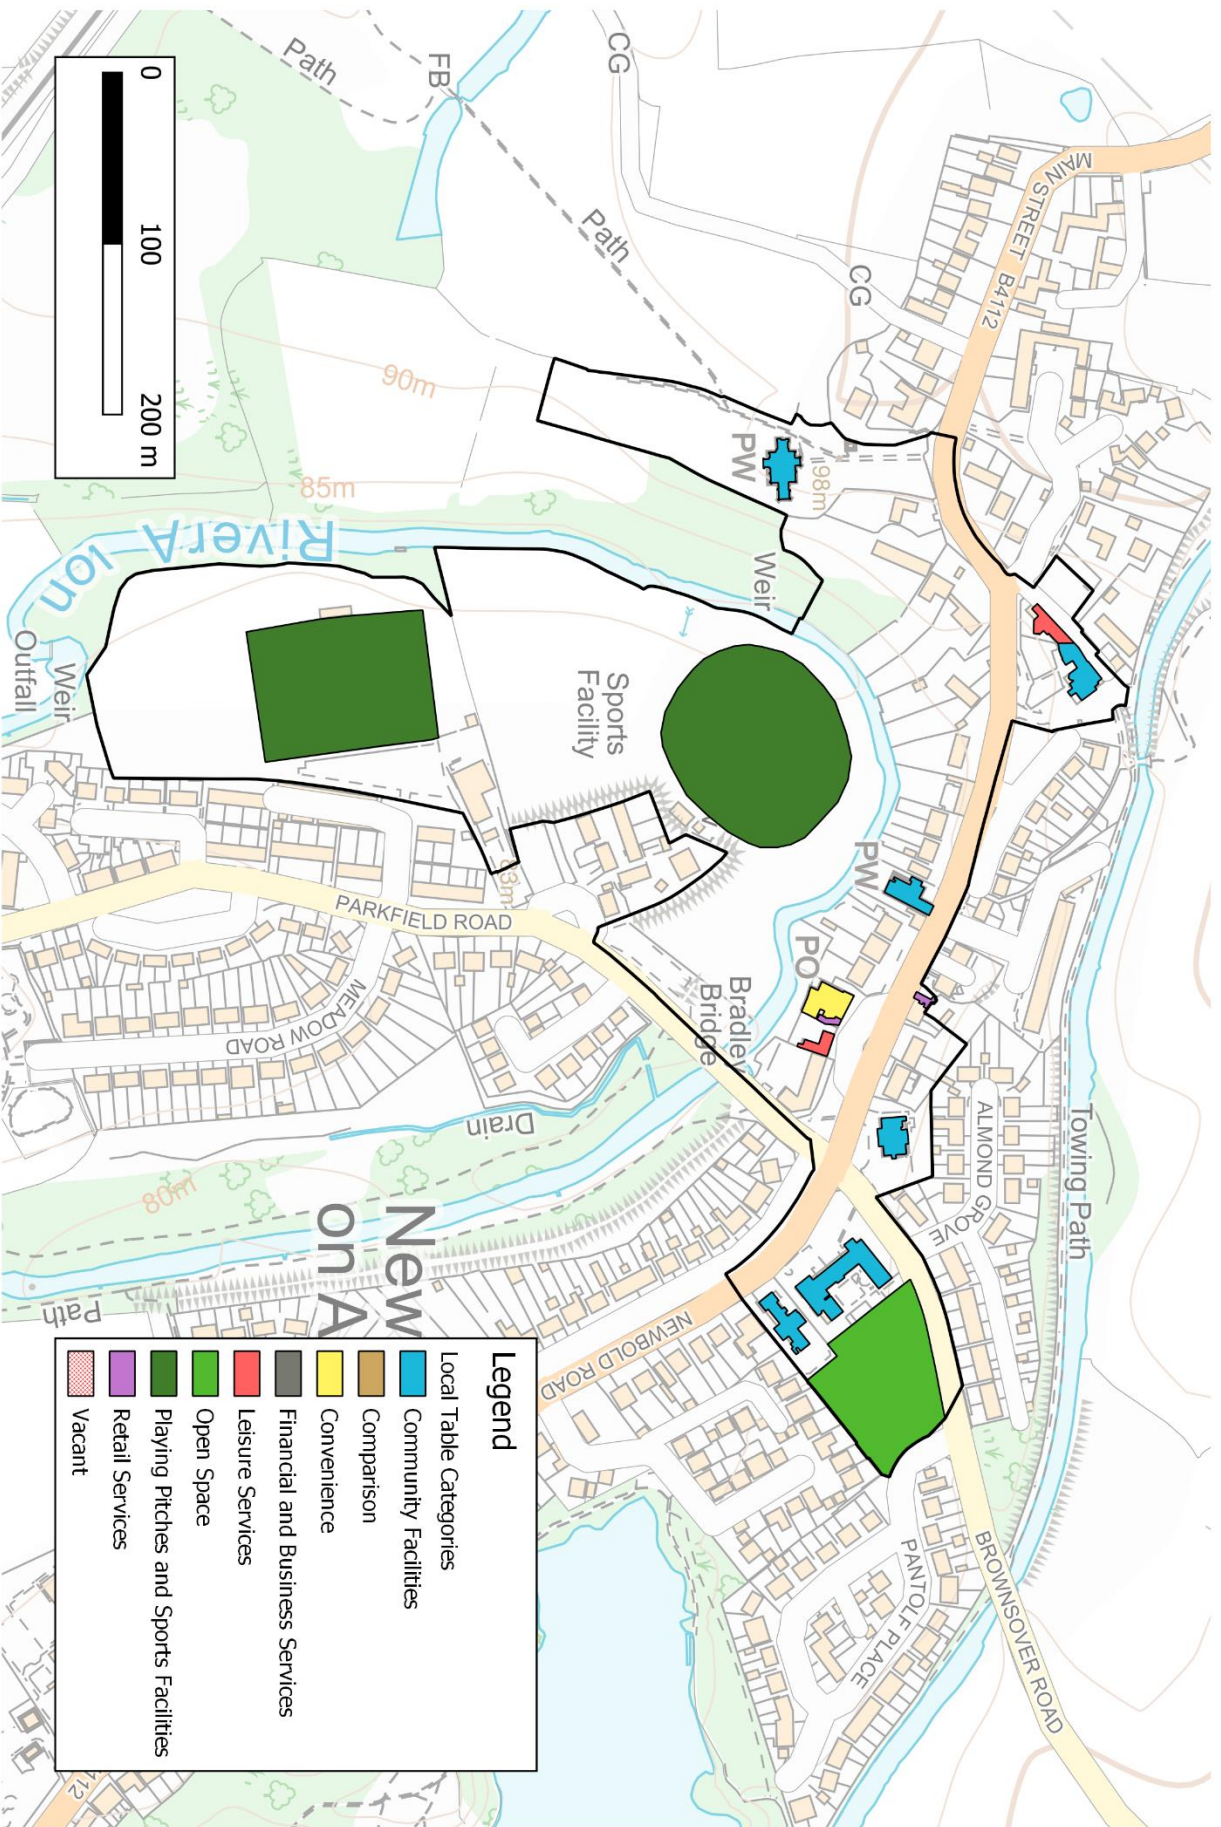 CG
Path
FB
Path
0
100
200 m
MAIN STREET B4112
CG
90m
85m
98m
PW
Weir
River A
on
Weir
Outfall
Sports
Facility
93m
PARKFIELD ROAD
MEADOW ROAD
PW
PO
Bradley
Bridge
Drain
80m
Path
Towing Path
ALMOND GROVE
New
on A
NEWBOLD ROAD
BROWNSOVER ROAD
PANTOLF PLACE
Legend
Local Table Categories
Community Facilities
Comparison
Convenience
Financial and Business Services
Leisure Services
Open Space
Playing Pitches and Sports Facilities
Retail Services
Vacant
12